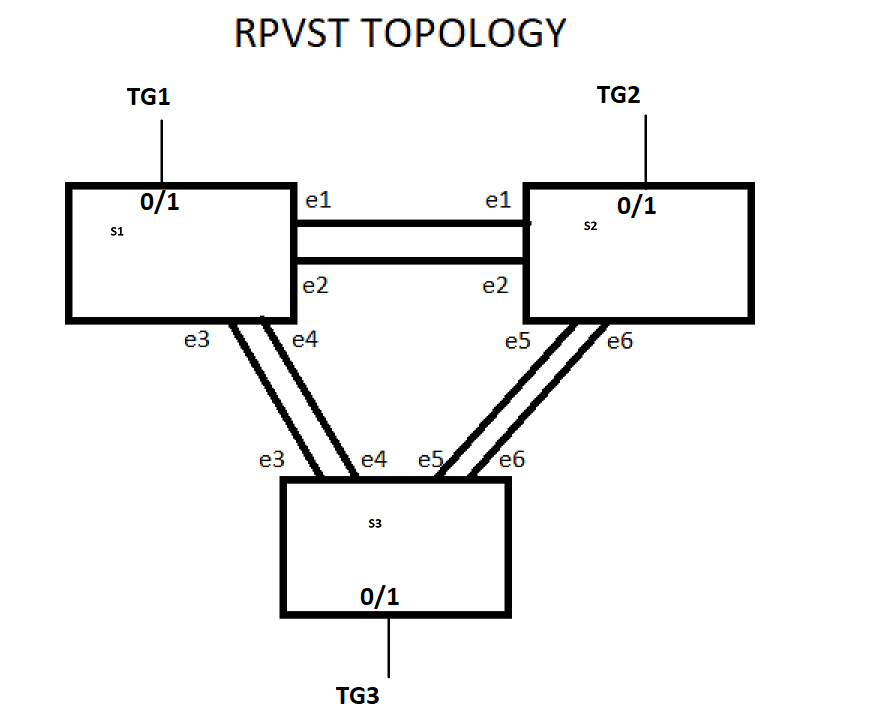 RPVST TOPOLOGY
TG1
TG2
0/1
0/1
S1
S2
e1
e1
e2
e2
e3
e4
e5
e6
e3
e4
e5
e6
S3
0/1
TG3